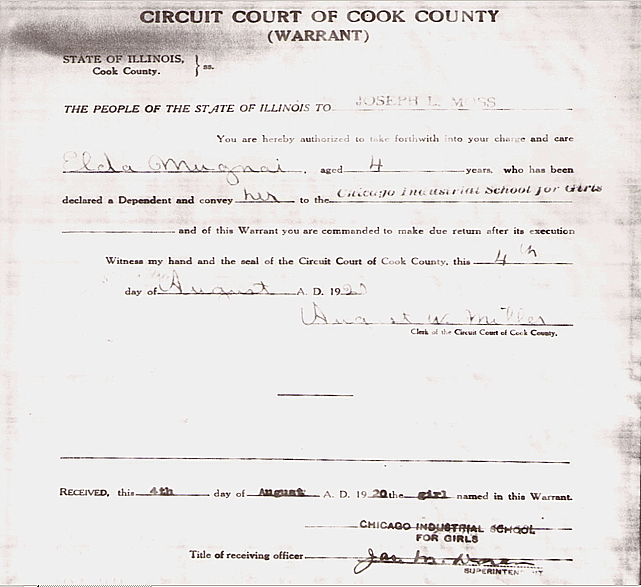 CIRCUIT COURT OF COOK COUNTY
(WARRANT)
STATE OF ILLINOIS, } ss.
Cook County.
THE PEOPLE OF THE STATE OF ILLINOIS TO JOSEPH L. MOSS
You are hereby authorized to take forthwith into your charge and care
Elda Mugnai, aged 4 years, who has been
declared a Dependent and convey her to the Chicago Industrial School for Girls
and of this Warrant you are commanded to make due return after its execution
Witness my hand and the seal of the Circuit Court of Cook County, this 4th
day of August A. D. 1920
August W. Miller
Clerk of the Circuit Court of Cook County.
RECEIVED, this 4th day of August A. D. 1920 the girl named in this Warrant.
CHICAGO INDUSTRIAL SCHOOL
FOR GIRLS
Title of receiving officer Jas. M.
SUPERINTENDENT